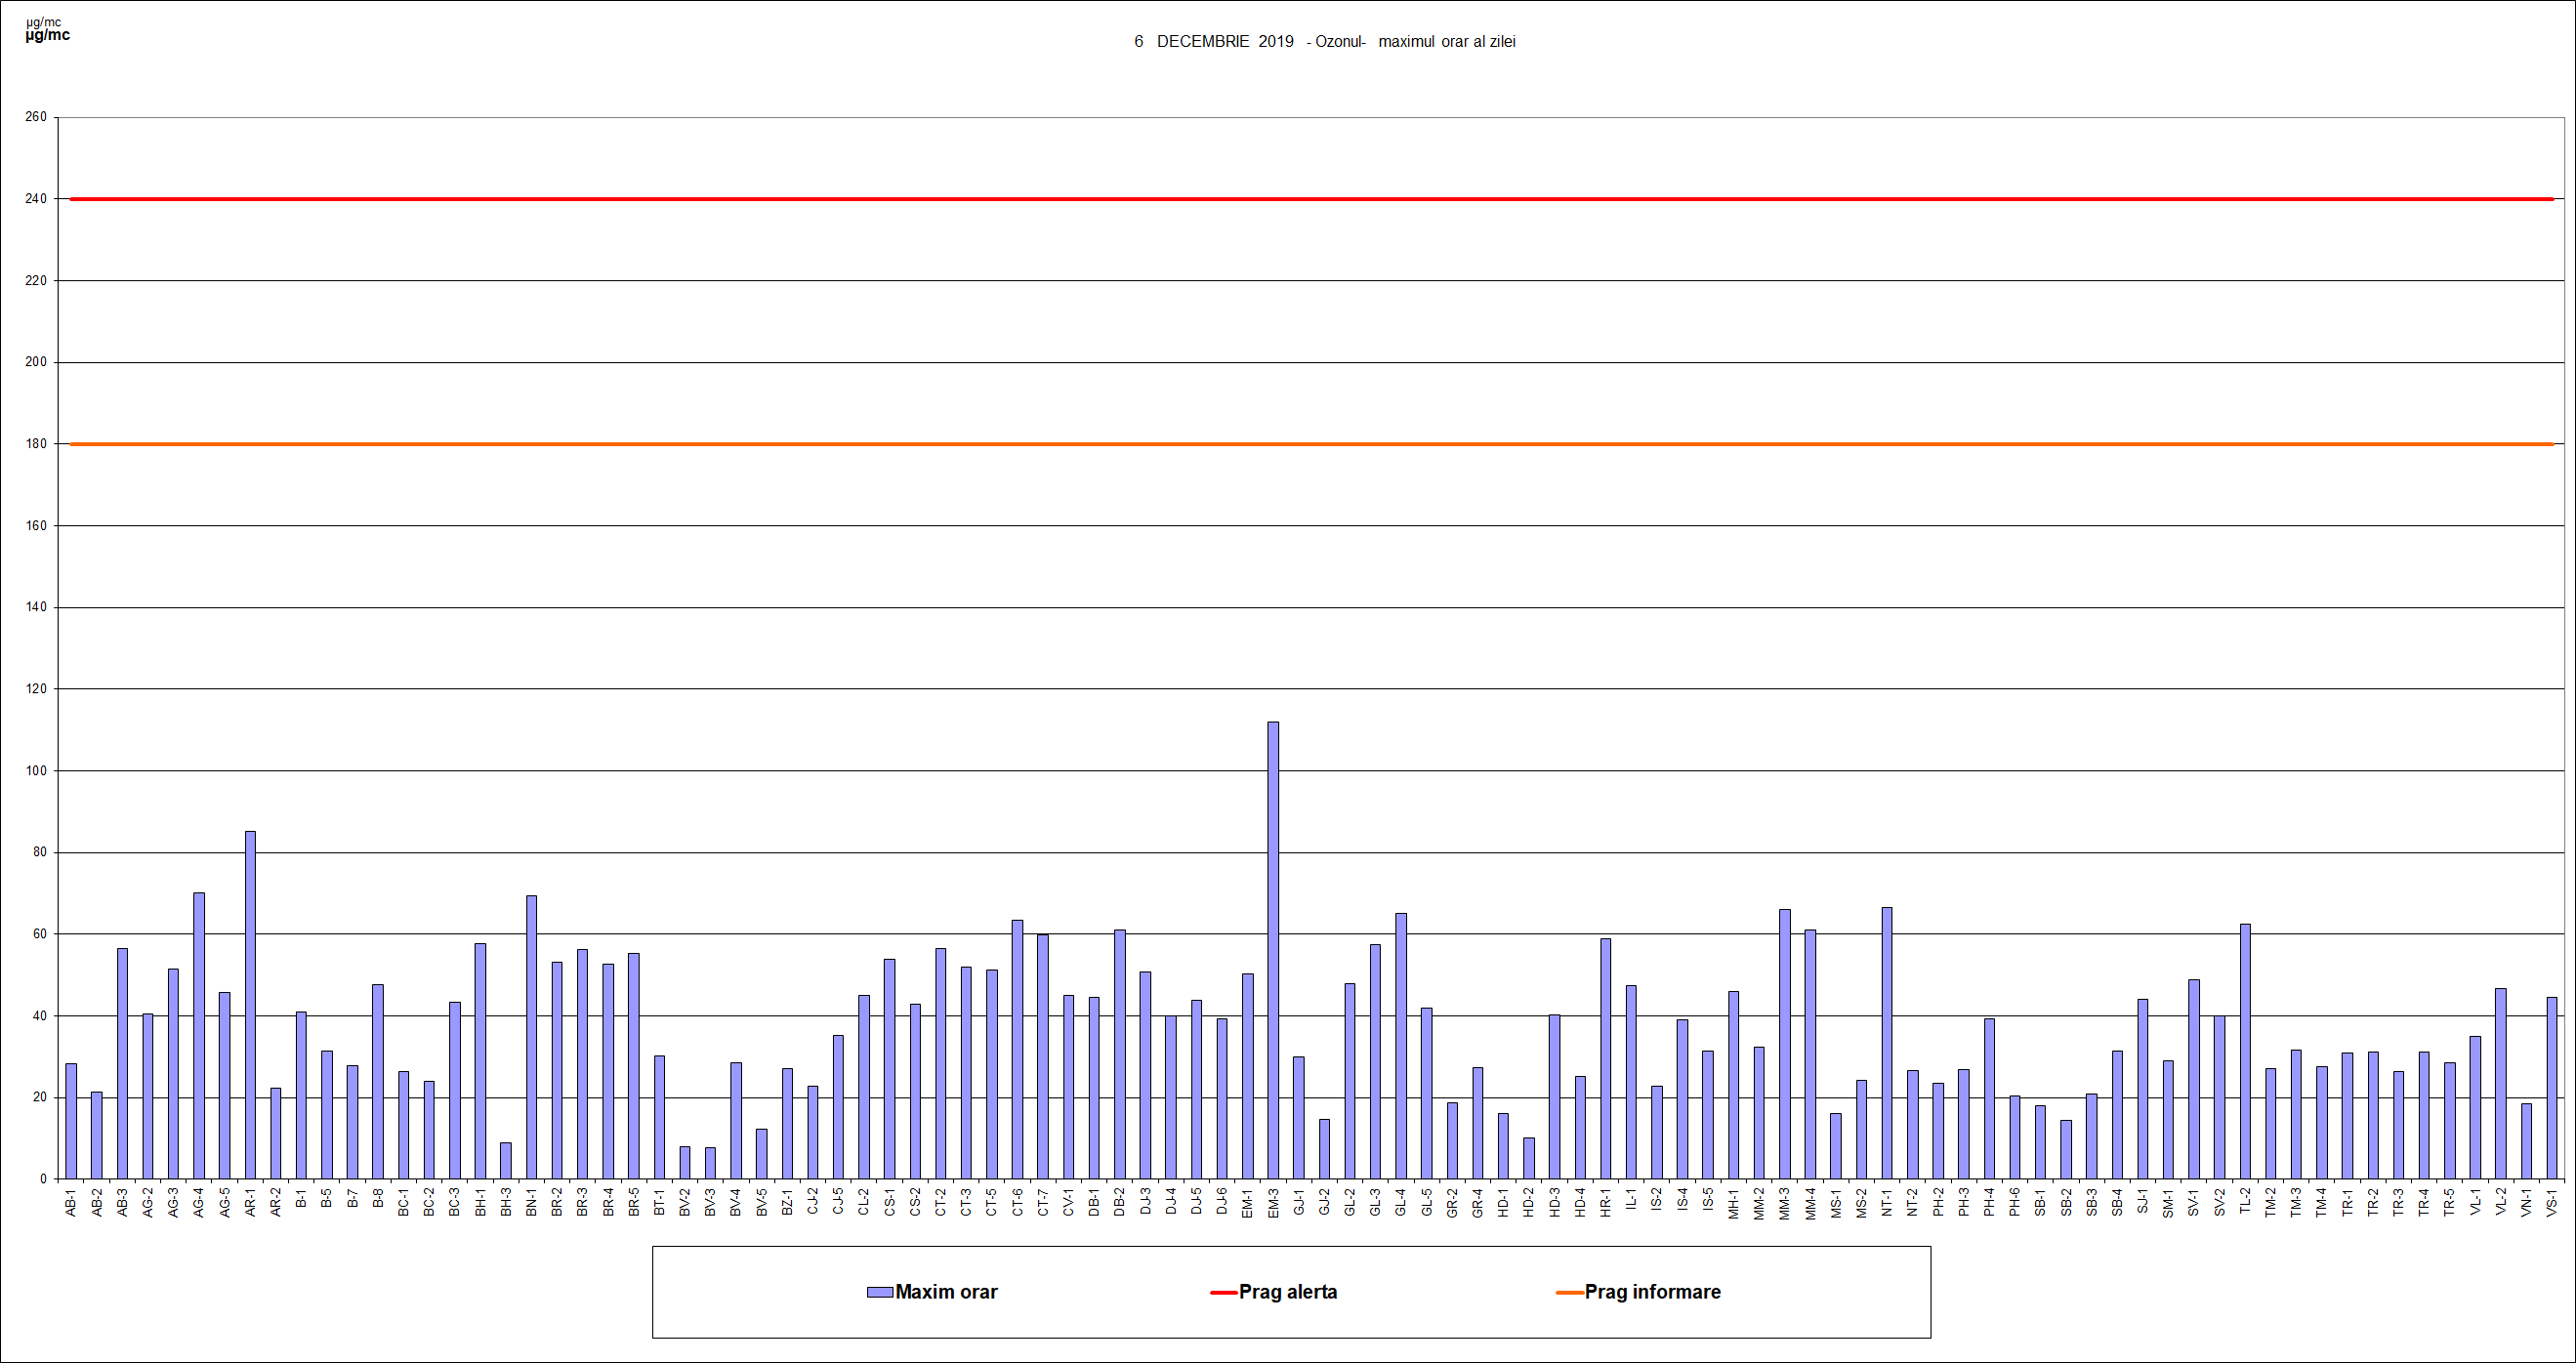 µg/mc
µg/mc
6 DECEMBRIE 2019 - Ozonul- maximul orar al zilei
260
240
220
200
180
160
140
120
100
80
60
40
20
0
AB-1 AB-2 AB-3 AG-2 AG-3 AG-4 AG-5 AR-1 AR-2 B-1 B-5 B-7 B-8 BC-1 BC-2 BC-3 BH-1 BH-3 BN-1 BR-2 BR-3 BR-4 BR-5 BT-1 BV-2 BV-3 BV-4 BV-5 BZ-1 CJ-2 CJ-5 CL-2 CS-1 CS-2 CT-2 CT-3 CT-5 CT-6 CT-7 CV-1 DB-1 DB-2 DJ-3 DJ-4 DJ-5 DJ-6 EM-1 EM-3 GJ-1 GJ-2 GL-2 GL-3 GL-4 GL-5 GR-2 GR-4 HD-1 HD-2 HD-3 HD-4 HR-1 IL-1 IS-2 IS-4 IS-5 MH-1 MM-2 MM-3 MM-4 MS-1 MS-2 NT-1 NT-2 PH-2 PH-3 PH-4 PH-6 SB-1 SB-2 SB-3 SB-4 SJ-1 SM-1 SV-1 SV-2 TL-2 TM-2 TM-3 TM-4 TR-1 TR-2 TR-3 TR-4 TR-5 VL-1 VL-2 VN-1 VS-1
Maxim orar Prag alerta Prag informare